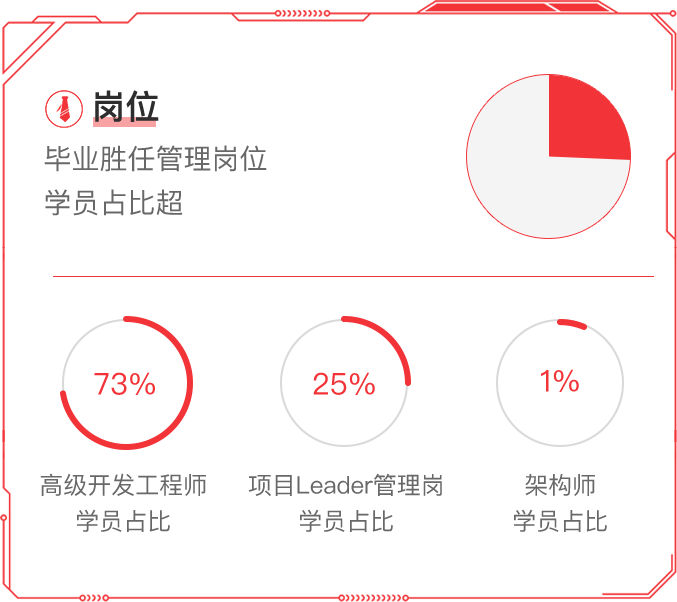 岗位
毕业胜任管理岗位
学员占比超
73%
25%
1%
高级开发工程师
学员占比
项目Leader管理岗
学员占比
架构师
学员占比